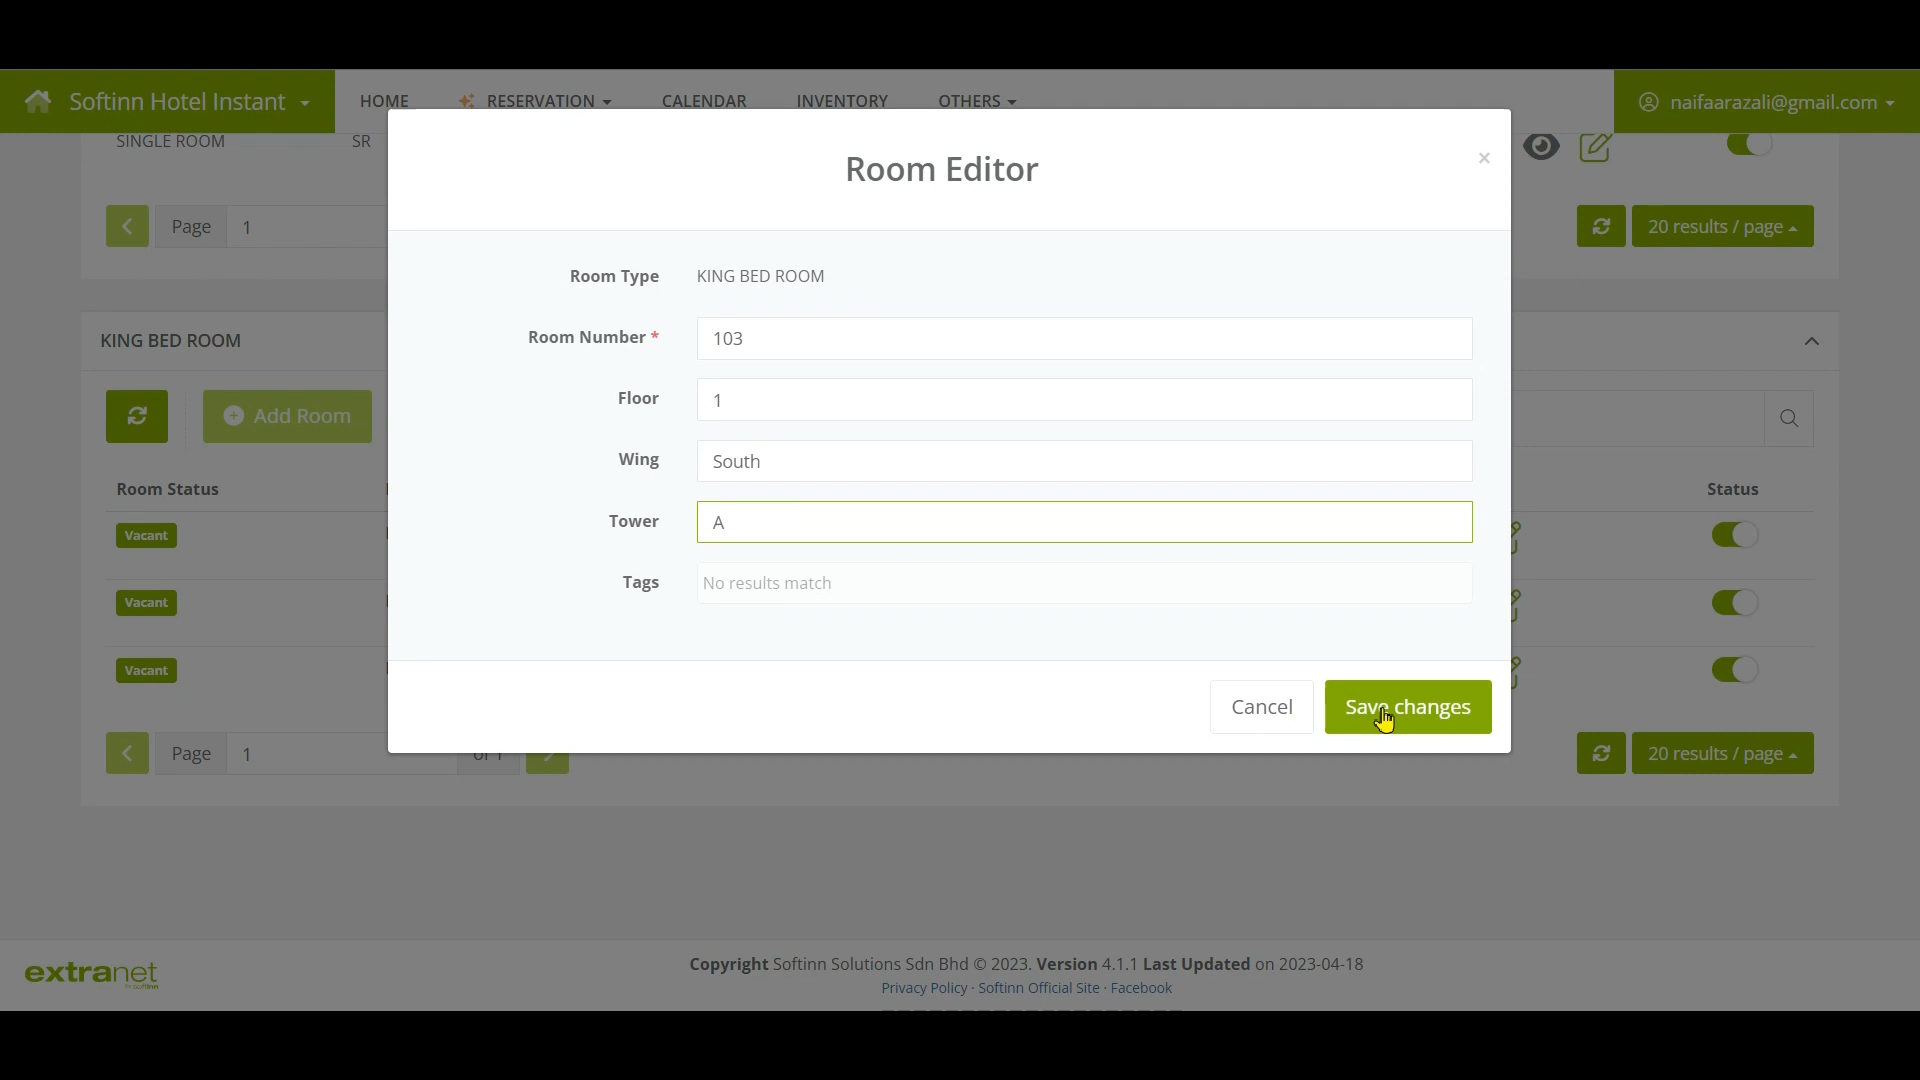 Softinn Hotel Instant
HOME
RESERVATION
CALENDAR
INVENTORY
OTHERS
naifaarazali@gmail.com
SINGLE ROOM
SR
Room Editor
×
Page
1
20 results / page
Room Type
KING BED ROOM
KING BED ROOM
Room Number *
103
Floor
1
Add Room
Wing
South
Room Status
Status
Tower
A
Vacant
Tags
No results match
Vacant
Vacant
Cancel
Save changes
Page
1
of 1
20 results / page
extranet
by softinn
Copyright Softinn Solutions Sdn Bhd © 2023. Version 4.1.1 Last Updated on 2023-04-18
Privacy Policy · Softinn Official Site · Facebook